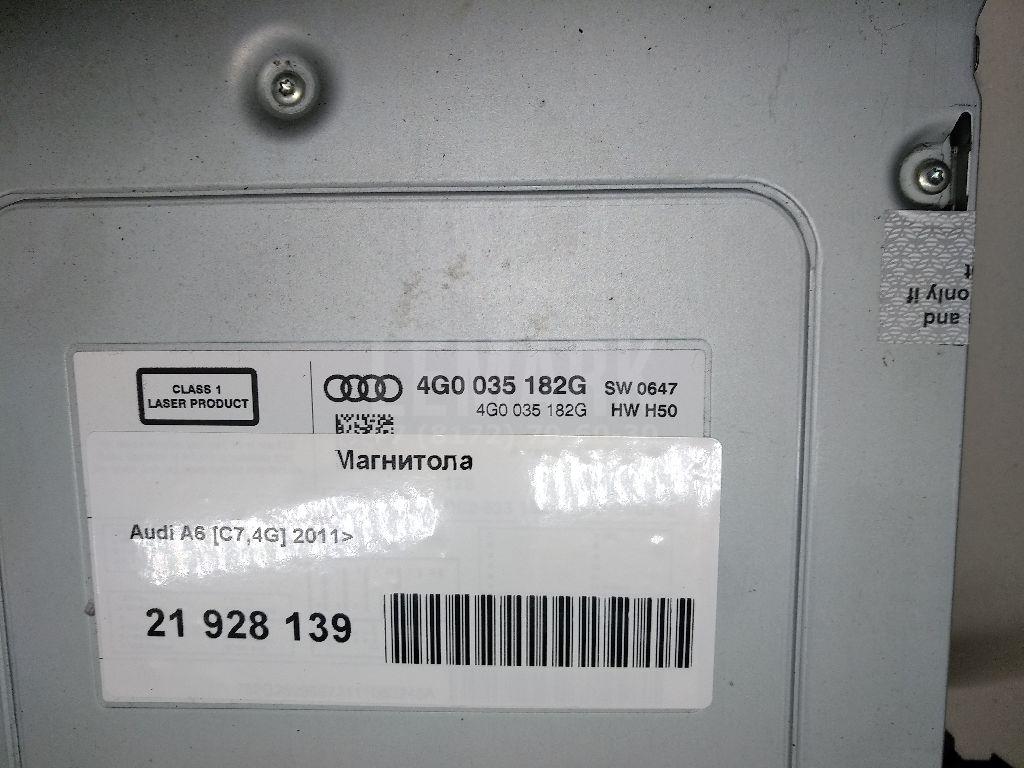 CLASS 1
LASER PRODUCT
4G0 035 182G SW 0647
4G0 035 182G HW H50
Магнитола
Audi A6 [C7,4G] 2011>
21 928 139
only if
and